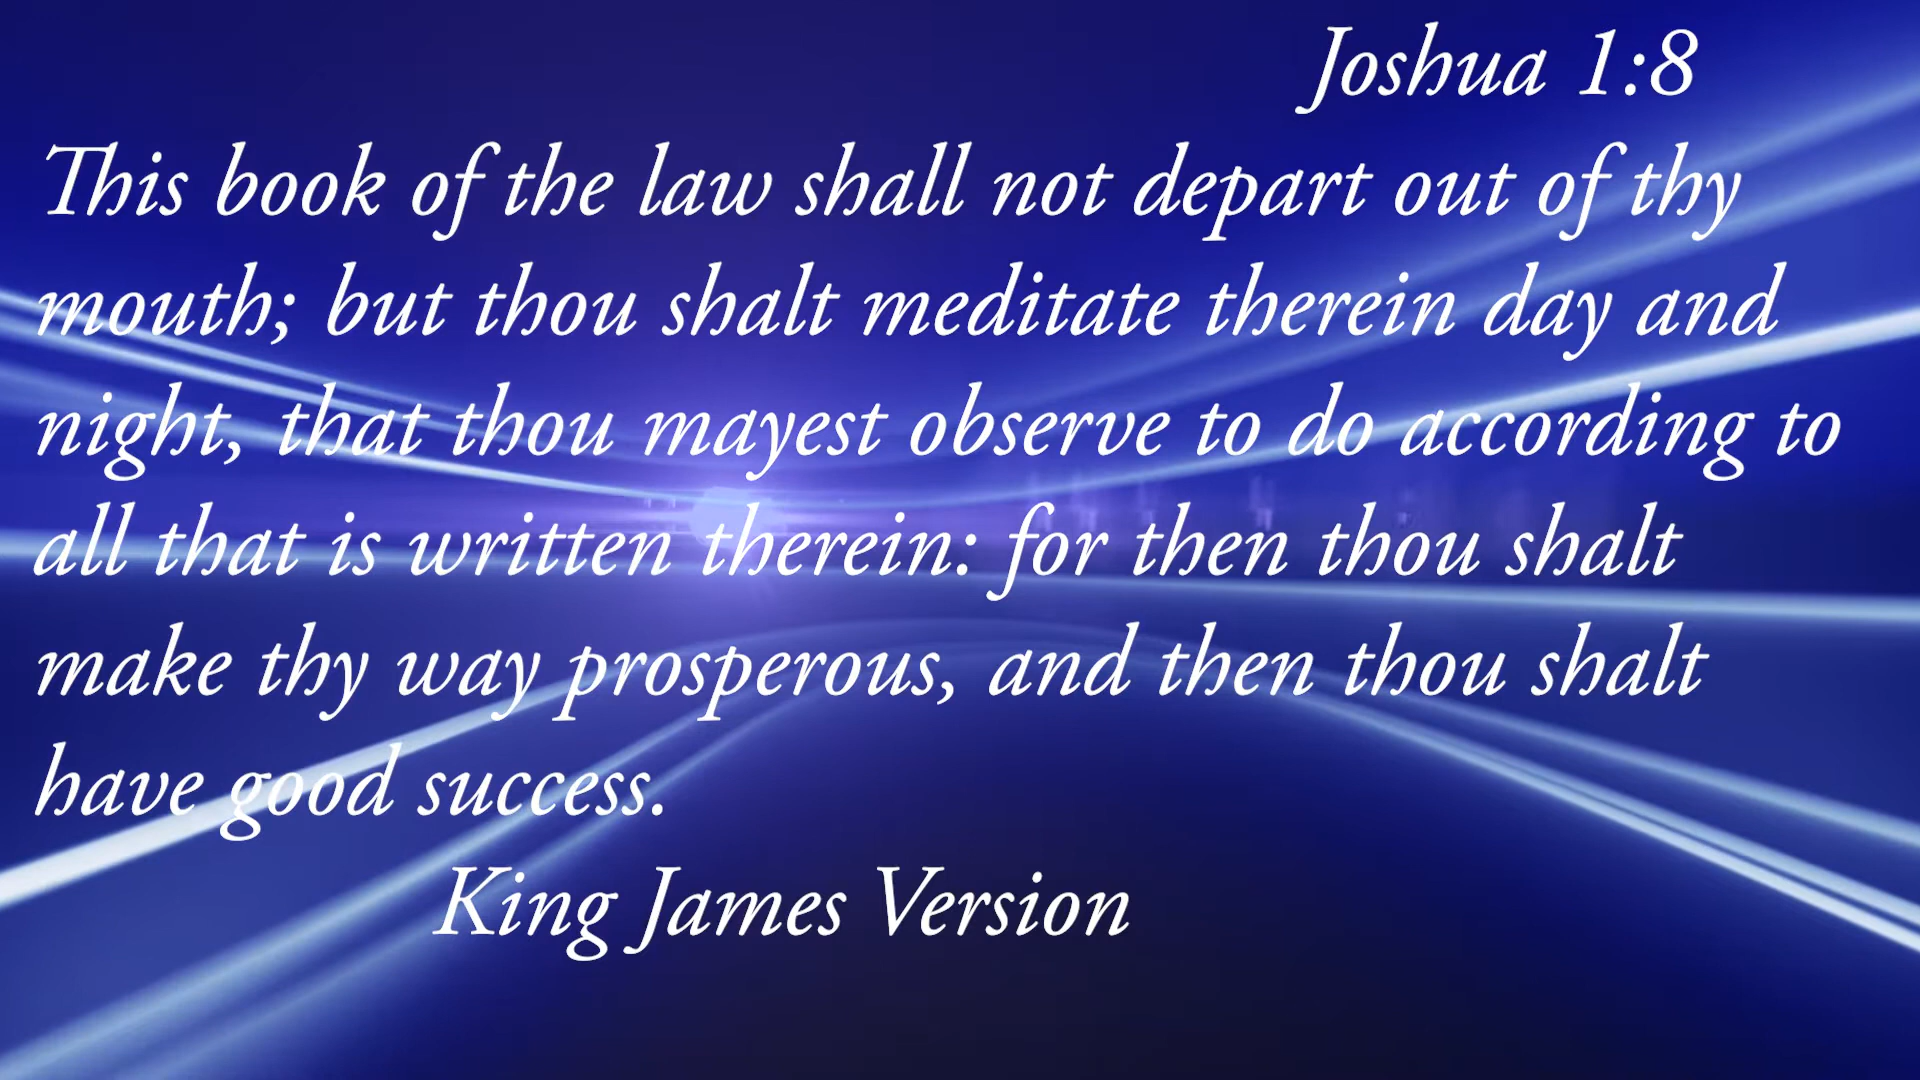 Joshua 1:8
This book of the law shall not depart out of thy
mouth; but thou shalt meditate therein day and
night, that thou mayest observe to do according to
all that is written therein: for then thou shalt
make thy way prosperous, and then thou shalt
have good success.
King James Version